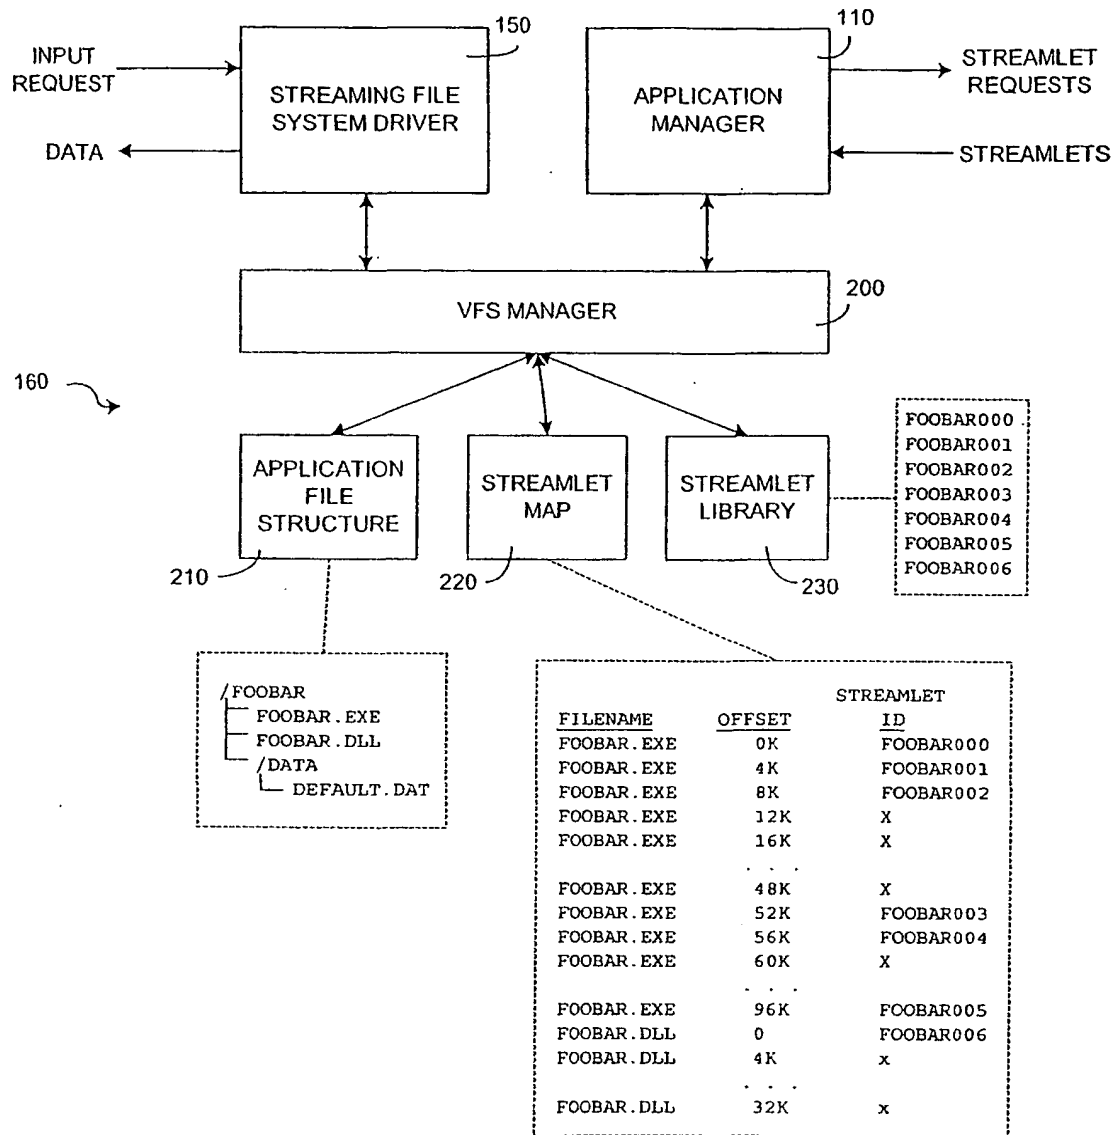 150
110
INPUT
REQUEST
STREAMING FILE
SYSTEM DRIVER
DATA
APPLICATION
MANAGER
STREAMLET
REQUESTS
STREAMLETS
VFS MANAGER
200
160
APPLICATION
FILE
STRUCTURE
210
STREAMLET
MAP
220
STREAMLET
LIBRARY
230
FOOBAR000
FOOBAR001
FOOBAR002
FOOBAR003
FOOBAR004
FOOBAR005
FOOBAR006
/FOOBAR
FOOBAR.EXE
FOOBAR.DLL
/DATA
DEFAULT.DAT
STREAMLET
FILENAME OFFSET ID
FOOBAR.EXE 0K FOOBAR000
FOOBAR.EXE 4K FOOBAR001
FOOBAR.EXE 8K FOOBAR002
FOOBAR.EXE 12K X
FOOBAR.EXE 16K X
. . .
FOOBAR.EXE 48K X
FOOBAR.EXE 52K FOOBAR003
FOOBAR.EXE 56K FOOBAR004
FOOBAR.EXE 60K X
. . .
FOOBAR.EXE 96K FOOBAR005
FOOBAR.DLL 0 FOOBAR006
FOOBAR.DLL 4K x
. . .
FOOBAR.DLL 32K x